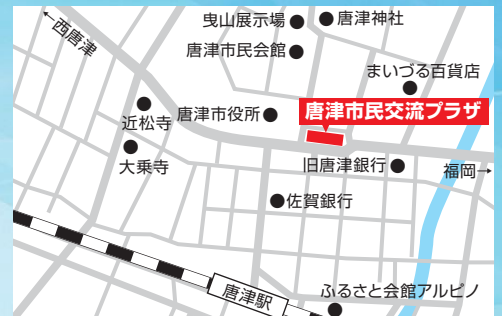 ←西唐津
曳山展示場
唐津神社
唐津市民会館
まいづる百貨店
近松寺
唐津市役所
唐津市民交流プラザ
大乗寺
旧唐津銀行
福岡→
佐賀銀行
唐津駅
ふるさと会館アルピノ